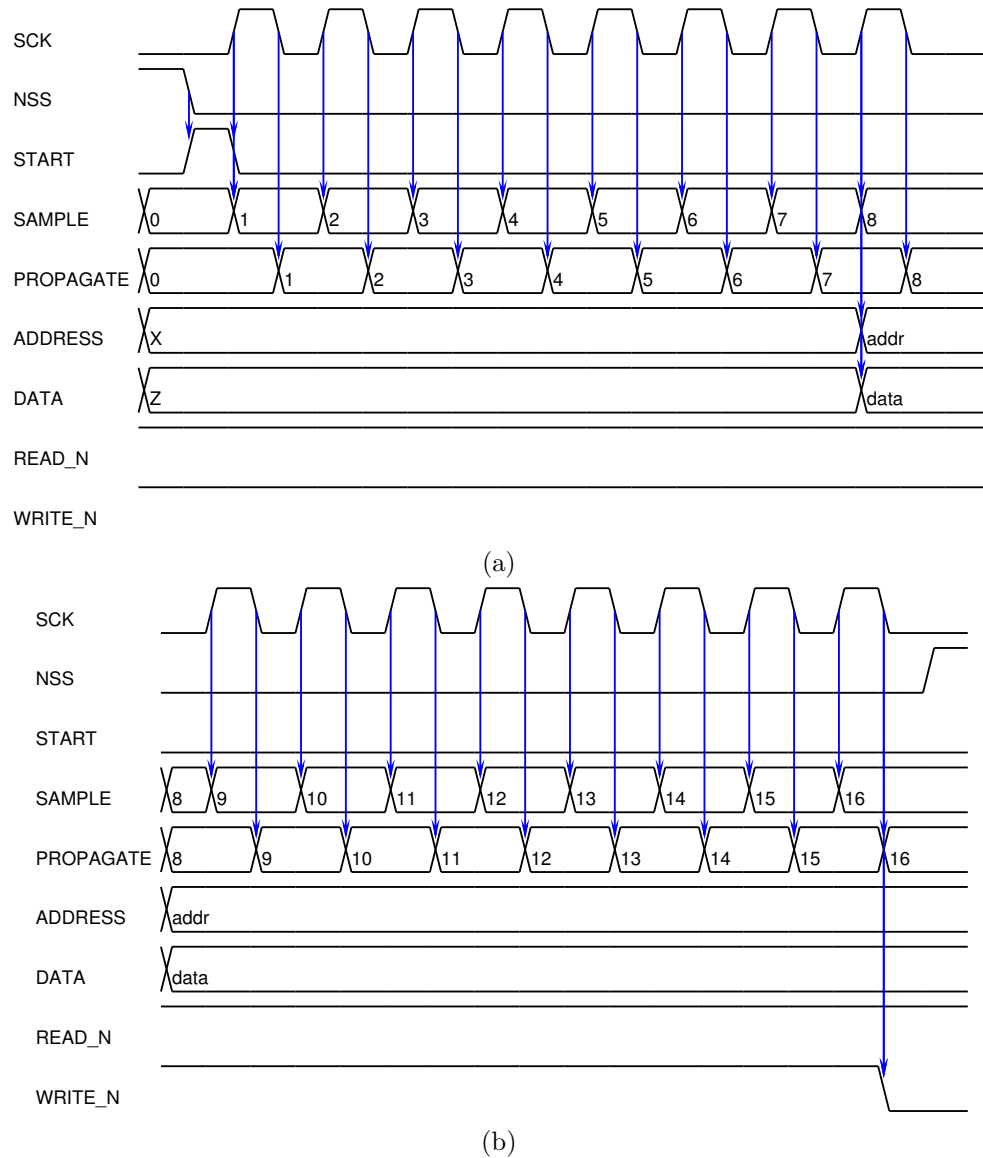 SCK
NSS
START
SAMPLE 0 1 2 3 4 5 6 7 8
PROPAGATE 0 1 2 3 4 5 6 7 8
ADDRESS X addr
DATA Z data
READ_N
WRITE_N
(a)
SCK
NSS
START
SAMPLE 8 9 10 11 12 13 14 15 16
PROPAGATE 8 9 10 11 12 13 14 15 16
ADDRESS addr
DATA data
READ_N
WRITE_N
(b)